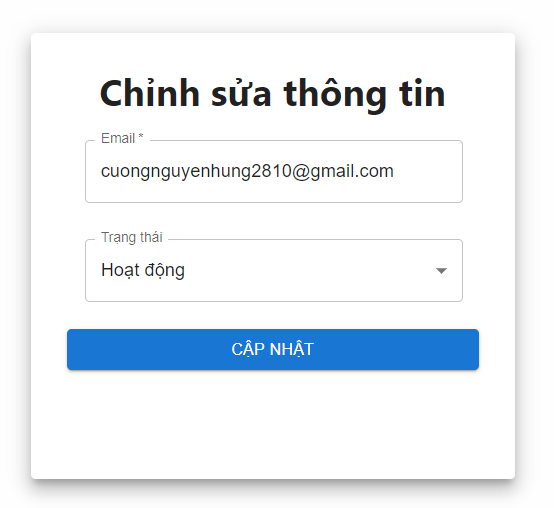 Chỉnh sửa thông tin
Email *
cuongnguyenhung2810@gmail.com
Trạng thái
Hoạt động
CẬP NHẬT